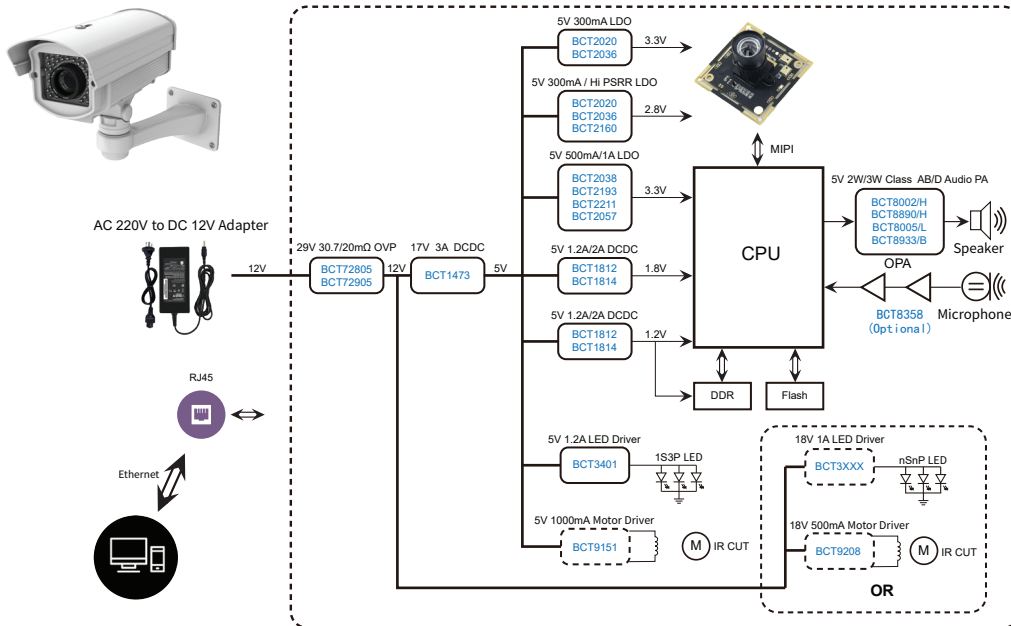 5V 300mA LDO
BCT2020
BCT2036
3.3V
5V 300mA / Hi PSRR LDO
BCT2020
BCT2036
BCT2160
2.8V
MIPI
5V 500mA/1A LDO
BCT2038
BCT2193
BCT2211
BCT2057
3.3V
CPU
5V 2W/3W Class AB/D Audio PA
BCT8002/H
BCT8890/H
BCT8005/L
BCT8933/B
Speaker
OPA
BCT8358
(Optional)
Microphone
AC 220V to DC 12V Adapter
12V
29V 30.7/20mΩ OVP
BCT72805
BCT72905
12V
17V 3A DCDC
BCT1473
5V
5V 1.2A/2A DCDC
BCT1812
BCT1814
1.8V
5V 1.2A/2A DCDC
BCT1812
BCT1814
1.2V
DDR
Flash
RJ45
Ethernet
5V 1.2A LED Driver
BCT3401
1S3P LED
5V 1000mA Motor Driver
BCT9151
M
IR CUT
18V 1A LED Driver
BCT3XXX
nSnP LED
18V 500mA Motor Driver
BCT9208
M
IR CUT
OR